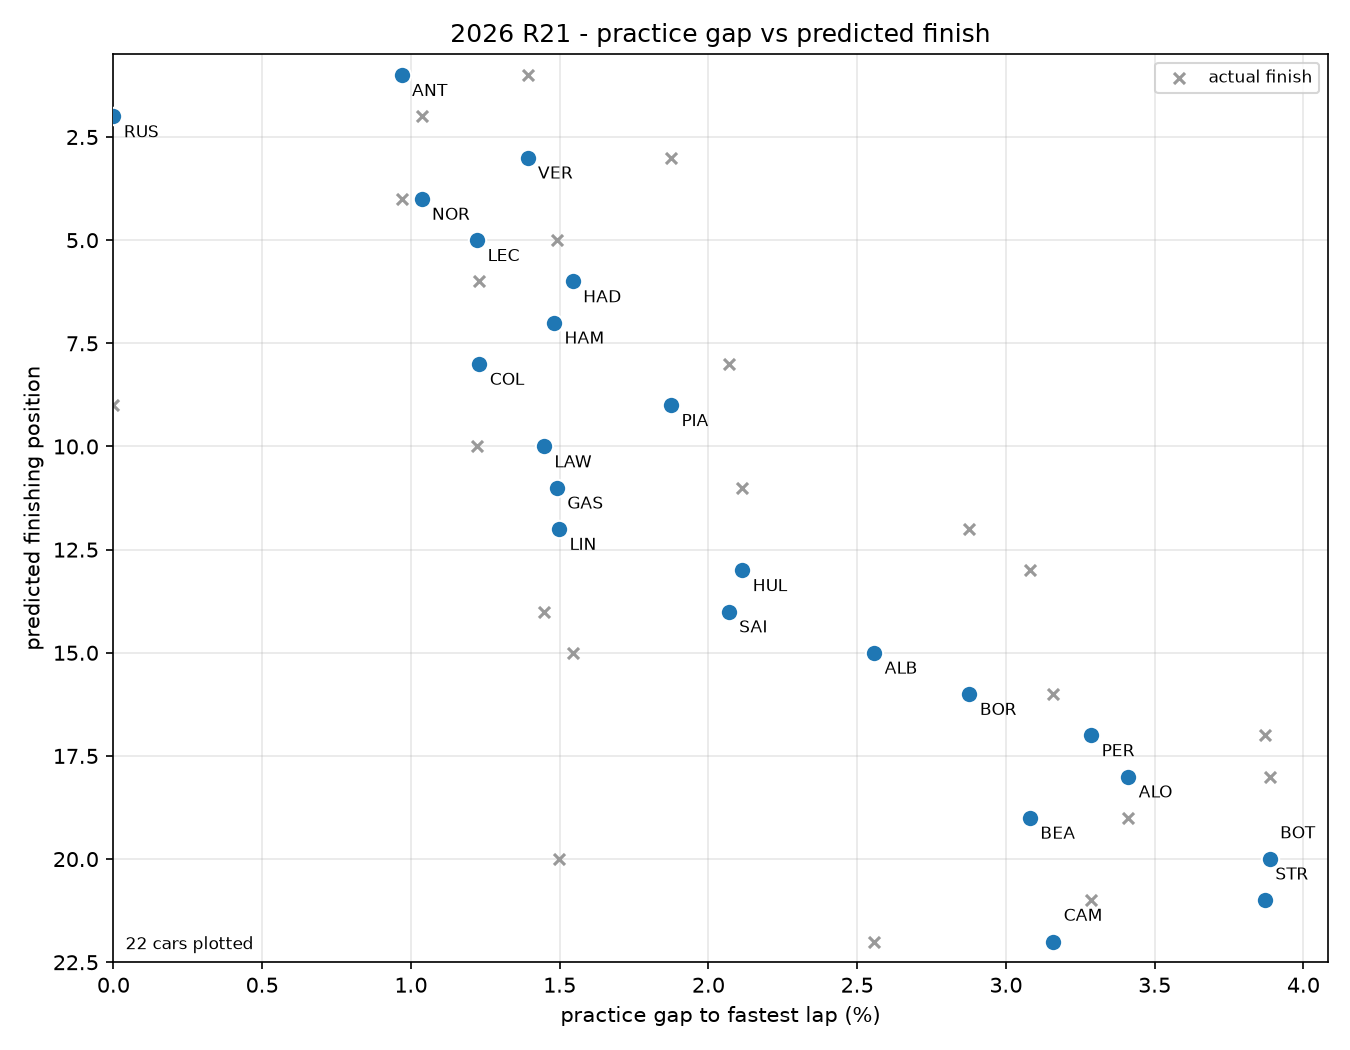 2026 R21 - practice gap vs predicted finish
actual finish
ANT
RUS
VER
NOR
LEC
HAD
HAM
COL
PIA
LAW
GAS
LIN
HUL
SAI
ALB
BOR
PER
ALO
BEA
BOT
STR
CAM
22 cars plotted
2.5
5.0
7.5
10.0
12.5
15.0
17.5
20.0
22.5
predicted finishing position
0.0 0.5 1.0 1.5 2.0 2.5 3.0 3.5 4.0
practice gap to fastest lap (%)